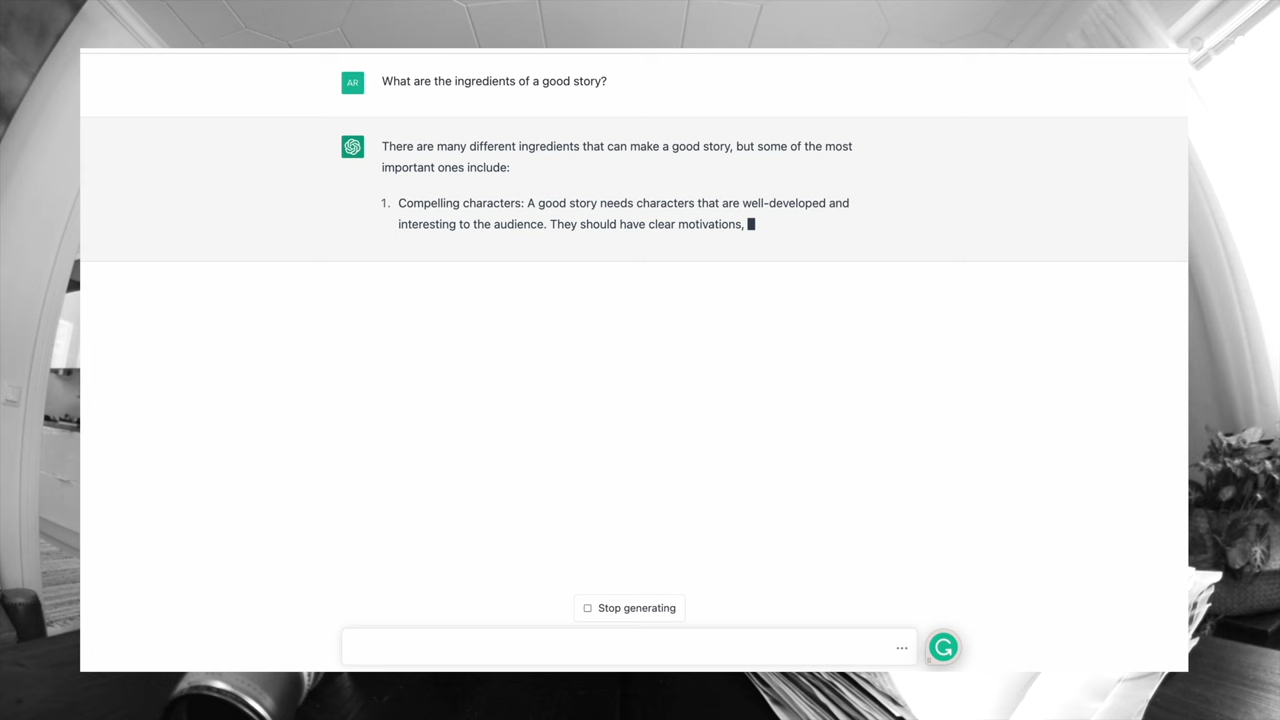 AR
What are the ingredients of a good story?
There are many different ingredients that can make a good story, but some of the most
important ones include:
1. Compelling characters: A good story needs characters that are well-developed and
interesting to the audience. They should have clear motivations,
Stop generating